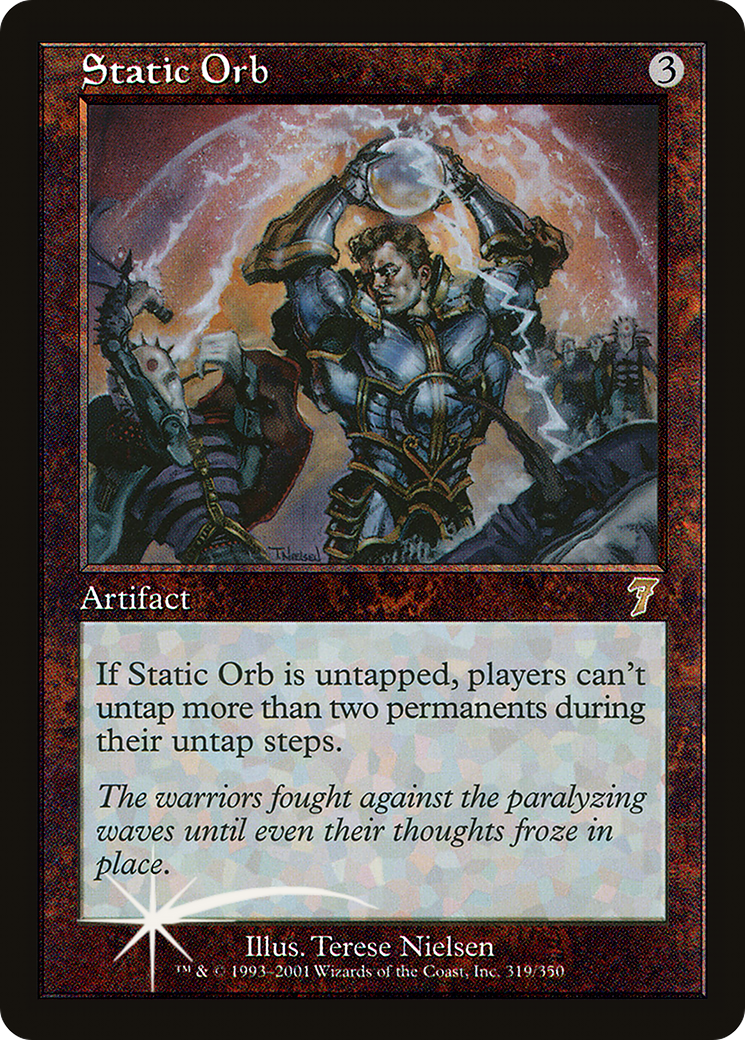 Static Orb
3
T. Nielsen
Artifact
7
If Static Orb is untapped, players can't
untap more than two permanents during
their untap steps.
The warriors fought against the paralyzing
waves until even their thoughts froze in
place.
Illus. Terese Nielsen
™ & © 1993–2001 Wizards of the Coast, Inc. 319/350